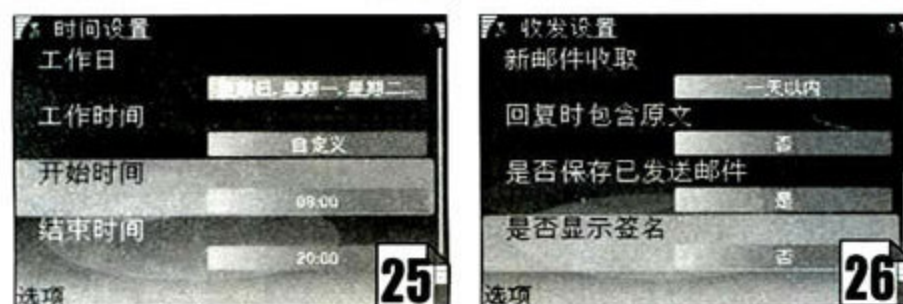 时间设置
工作日
星期日, 星期一, 星期二...
工作时间
自定义
开始时间
08:00
结束时间
20:00
选项
25
收发设置
新邮件收取
一天以内
回复时包含原文
否
是否保存已发送邮件
是
是否显示签名
否
选项
26